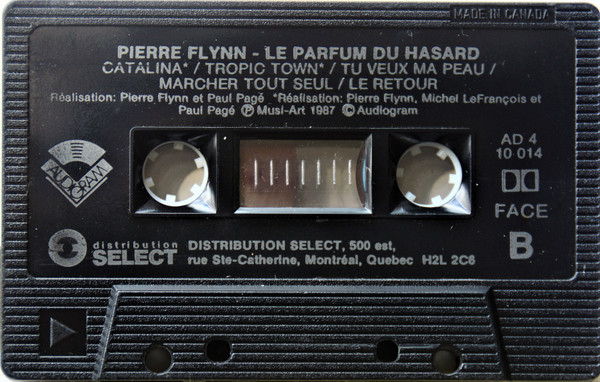 MADE IN CANADA
PIERRE FLYNN - LE PARFUM DU HASARD
CATALINA* / TROPIC TOWN* / TU VEUX MA PEAU /
MARCHER TOUT SEUL / LE RETOUR
Réalisation: Pierre Flynn et Paul Pagé *Réalisation: Pierre Flynn, Michel LeFrançois et
Paul Pagé Ⓟ Musi-Art 1987 © Audiogram
AD 4
10 014
AUDIOGRAM
FACE
B
distribution
SELECT
DISTRIBUTION SELECT, 500 est,
rue Ste-Catherine, Montréal, Quebec H2L 2C6